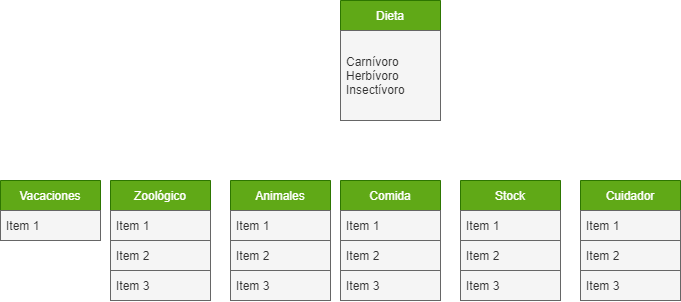 Dieta
Carnívoro
Herbívoro
Insectívoro
Vacaciones
Item 1
Zoológico
Item 1
Item 2
Item 3
Animales
Item 1
Item 2
Item 3
Comida
Item 1
Item 2
Item 3
Stock
Item 1
Item 2
Item 3
Cuidador
Item 1
Item 2
Item 3